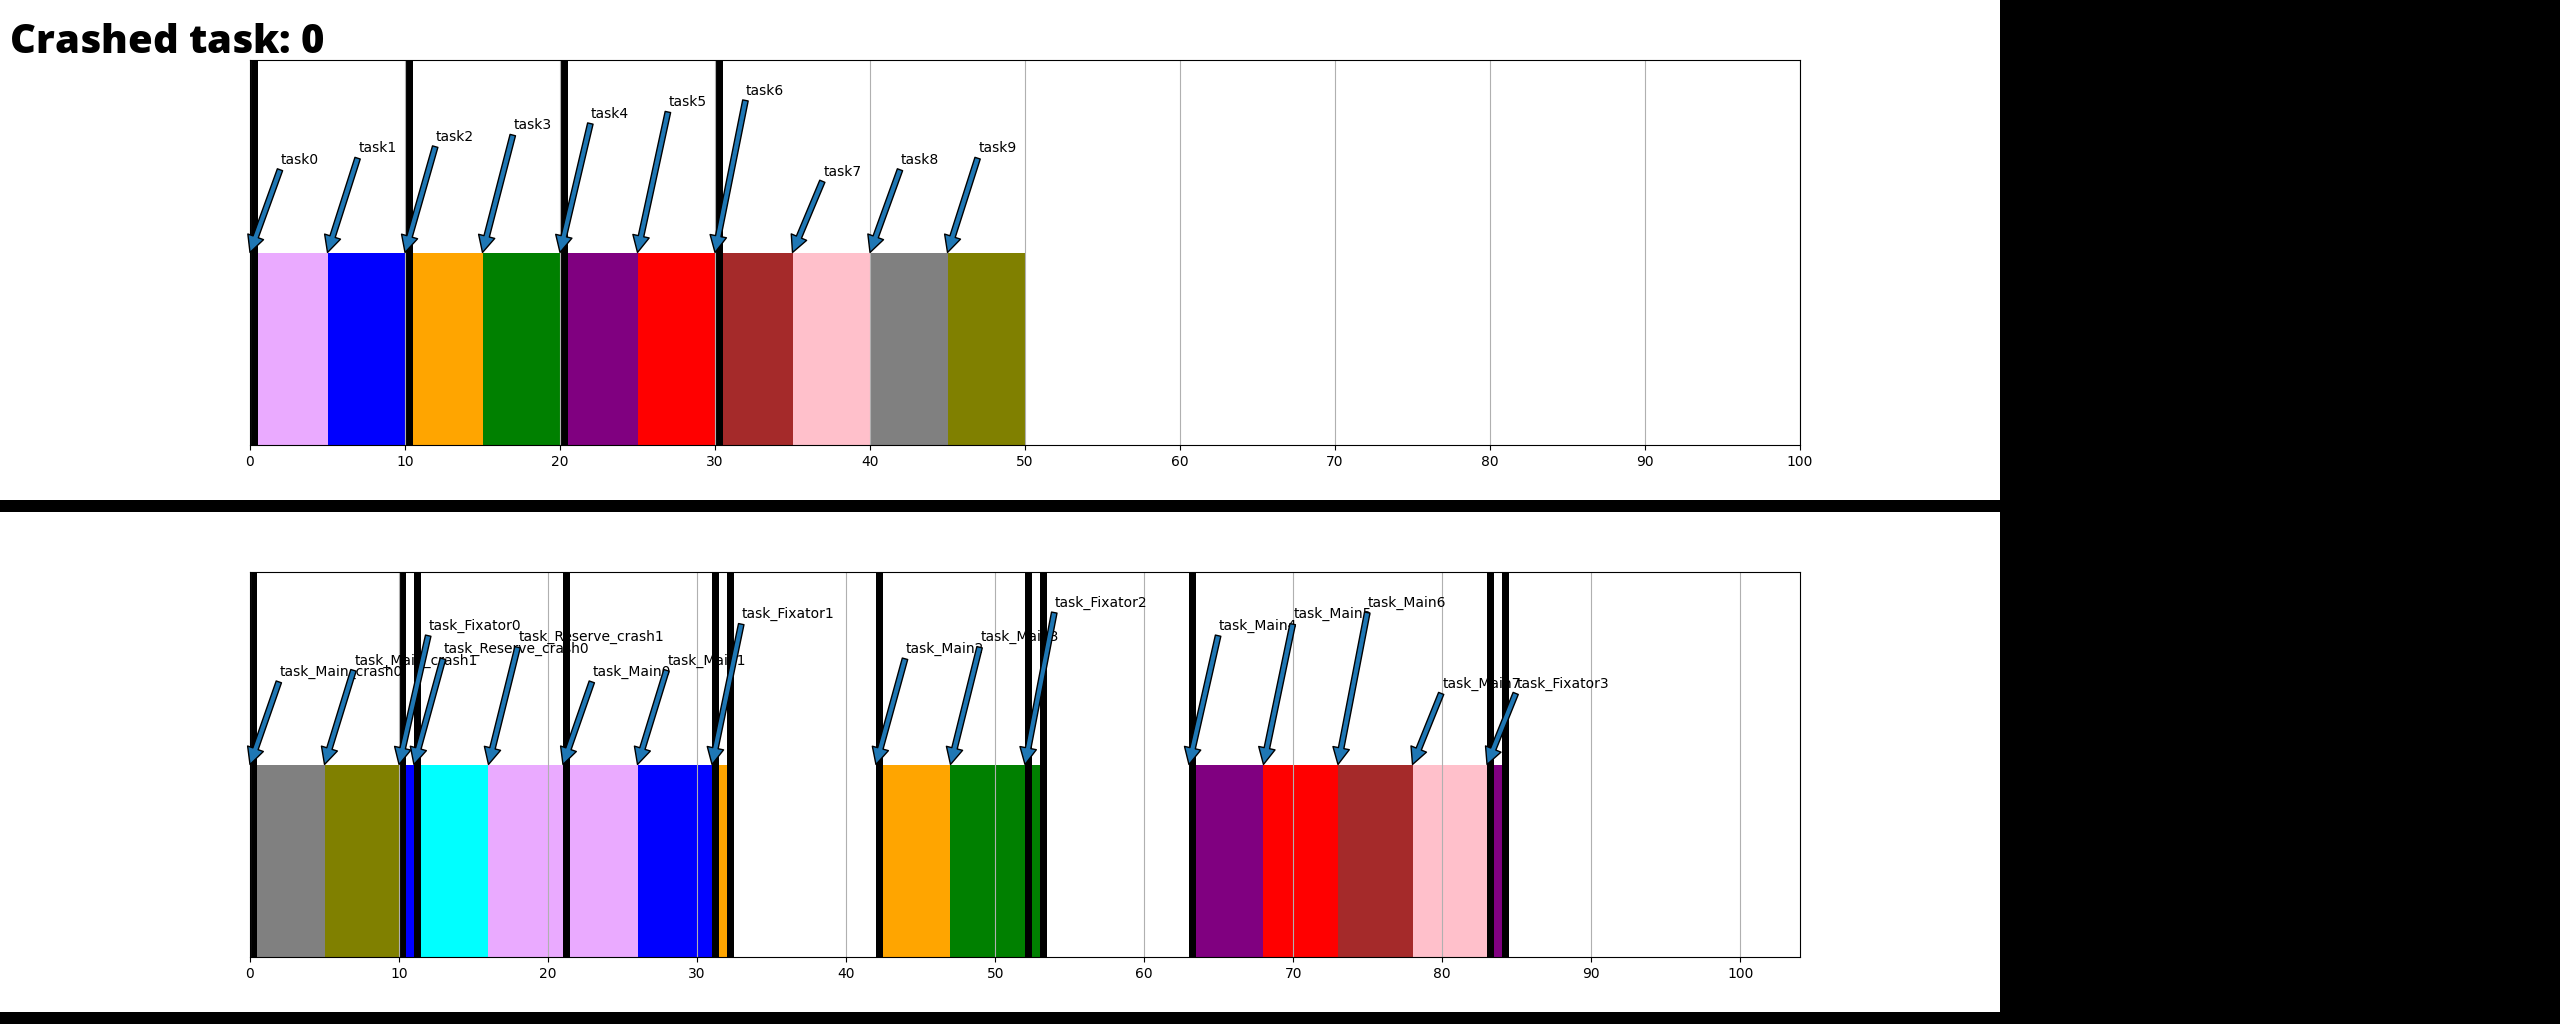 Crashed task: 0
task6
task5
task4
task3
task2
task1
task9
task0
task8
task7
0 10 20 30 40 50 60 70 80 90 100
task_Fixator2
task_Main6
task_Fixator1
task_Main5
task_Fixator0
task_Main4
task_Reserve_crash1
task_Main3
task_Reserve_crash0
task_Main2
task_Main_crash1
task_Main1
task_Main_crash0
task_Main0
task_Main7
task_Fixator3
0 10 20 30 40 50 60 70 80 90 100